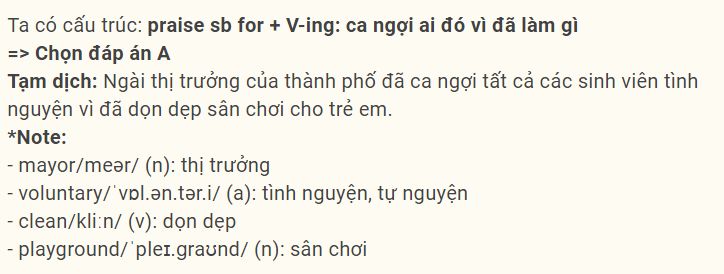 Ta có cấu trúc: praise sb for + V-ing: ca ngợi ai đó vì đã làm gì
=> Chọn đáp án A
Tạm dịch: Ngài thị trưởng của thành phố đã ca ngợi tất cả các sinh viên tình
nguyện vì đã dọn dẹp sân chơi cho trẻ em.
*Note:
- mayor/meər/ (n): thị trưởng
- voluntary/ˈvɒl.ən.tər.i/ (a): tình nguyện, tự nguyện
- clean/kliːn/ (v): dọn dẹp
- playground/ˈpleɪ.ɡraʊnd/ (n): sân chơi